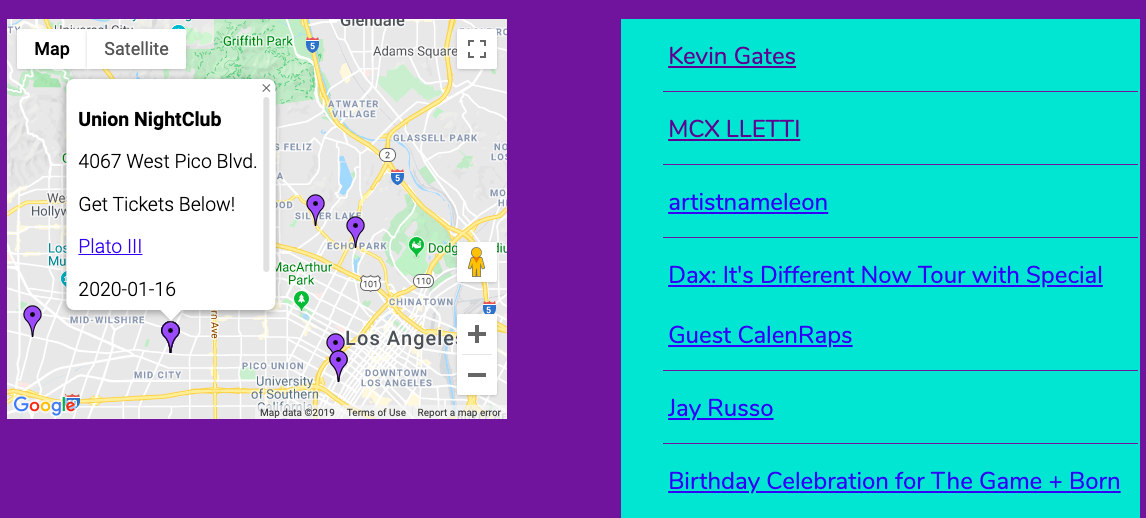 Glendale
Universal City
Map Satellite
Griffith Park
5
Adams Square
×
Union NightClub
ATWATER
VILLAGE
GLASSELL PARK
4067 West Pico Blvd.
FELIZ
2
5
Get Tickets Below!
Hollyw
SILVER LAKE
Plato III
ECHO PARK
MacArthur
Park
101
110
2020-01-16
CHINATOWN
5
MID-WILSHIRE
Los Angeles
PICO UNION
MID CITY
DOWNTOWN
LOS ANGELES
University
of Southern
California
Google
Map data ©2019 Terms of Use Report a map error
Kevin Gates
MCX LLETTI
artistnameleon
Dax: It's Different Now Tour with Special
Guest CalenRaps
Jay Russo
Birthday Celebration for The Game + Born